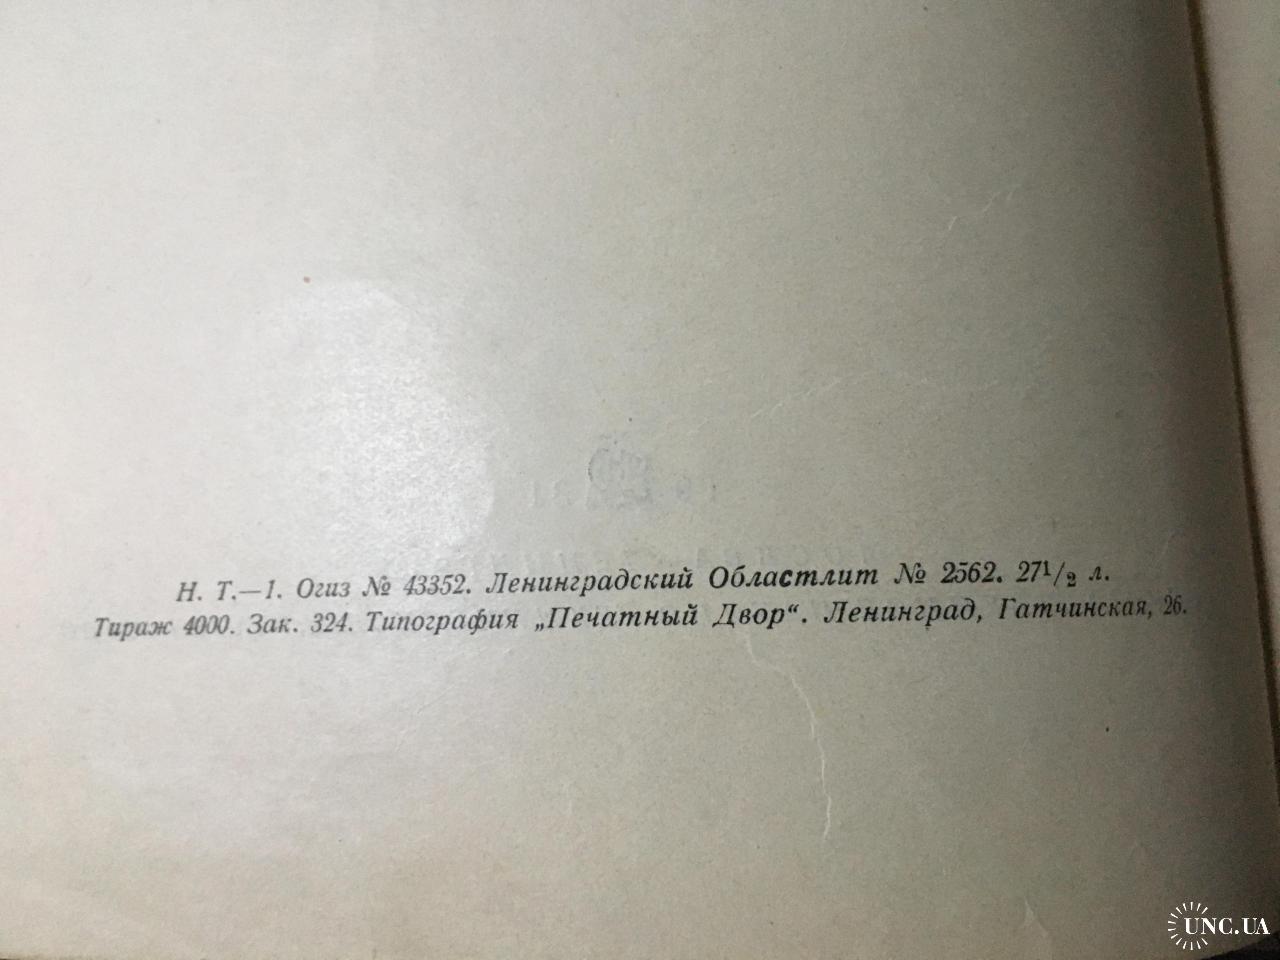 Н. Т.—1. Огиз № 43352. Ленинградский Областлит № 2562. 27¹/₂ л.
Тираж 4000. Зак. 324. Типография „Печатный Двор“. Ленинград, Гатчинская, 26.
UNC.UA